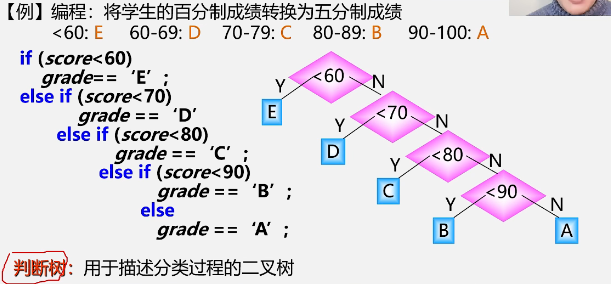 【例】编程：将学生的百分制成绩转换为五分制成绩
<60: E 60-69: D 70-79: C 80-89: B 90-100: A
if (score<60)
grade== ‘E’ ;
else if (score<70)
grade == ‘D’
else if (score<80)
grade == ‘C’ ;
else if (score<90)
grade == ‘B’ ;
else
grade == ‘A’ ;
<60
Y N
E
<70
Y N
D
<80
Y N
C
<90
Y N
B A
判断树：用于描述分类过程的二叉树